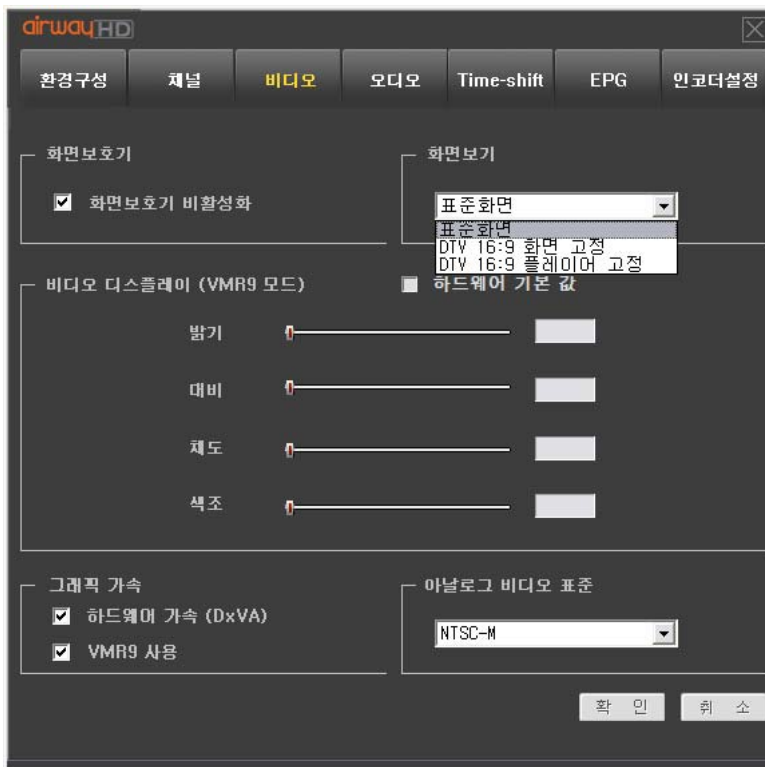 airwayHD
환경구성 채널 비디오 오디오 Time-shift EPG 인코더설정
화면보호기
화면보호기 비활성화
화면보기
표준화면
표준화면
DTV 16:9 화면 고정
DTV 16:9 플레이어 고정
비디오 디스플레이 (VMR9 모드)
하드웨어 기본 값
밝기
대비
채도
색조
그래픽 가속
하드웨어 가속 (DxVA)
VMR9 사용
아날로그 비디오 표준
NTSC-M
확 인 취 소